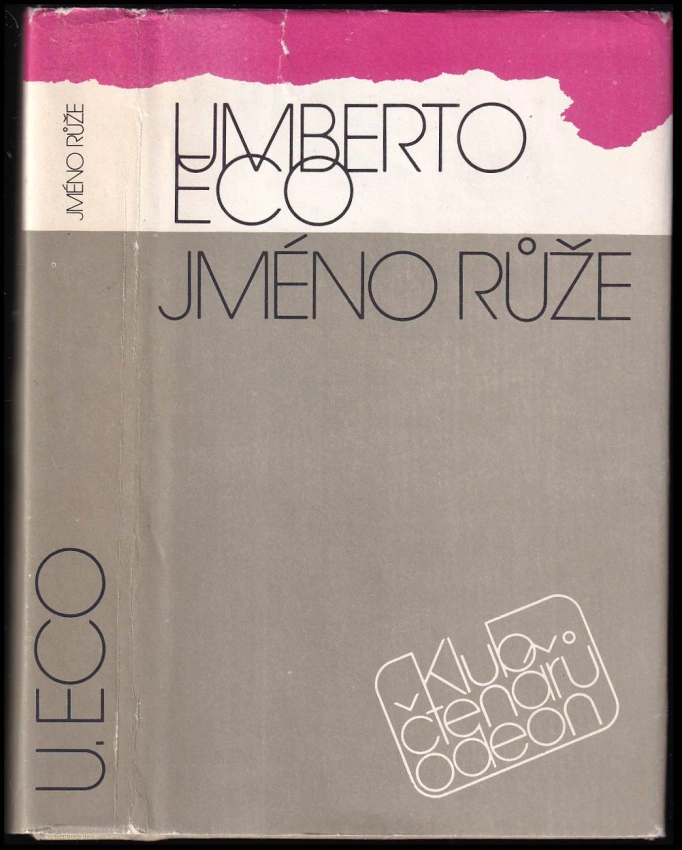 JMÉNO RŮŽE
U. ECO
UMBERTO
ECO
JMÉNO RŮŽE
Klub
čtenářů
odeon